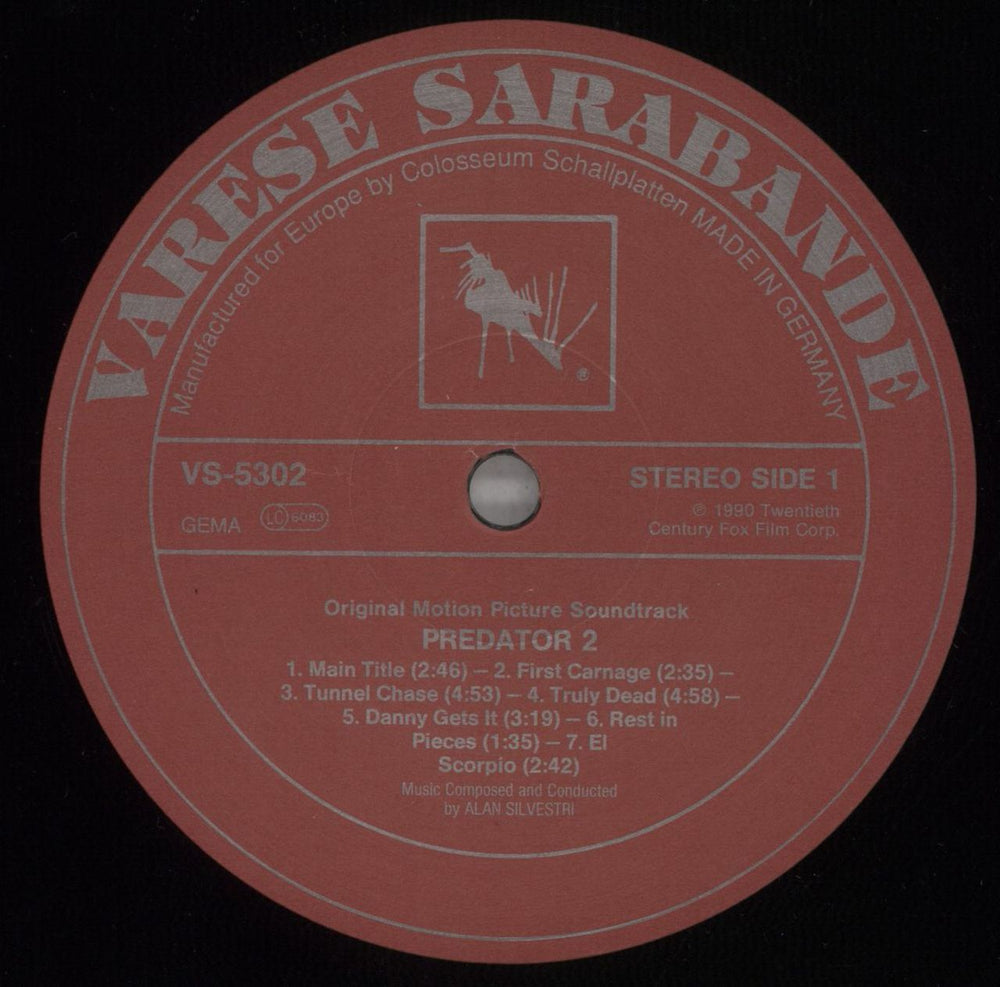 VARESE SARABANDE
Manufactured for Europe by Colosseum Schallplatten MADE IN GERMANY
®
VS-5302
STEREO SIDE 1
GEMA
LC 6083
℗ 1990 Twentieth
Century Fox Film Corp.
Original Motion Picture Soundtrack
PREDATOR 2
1. Main Title (2:46) – 2. First Carnage (2:35) –
3. Tunnel Chase (4:53) – 4. Truly Dead (4:58) –
5. Danny Gets It (3:19) – 6. Rest in
Pieces (1:35) – 7. El
Scorpio (2:42)
Music Composed and Conducted
by ALAN SILVESTRI